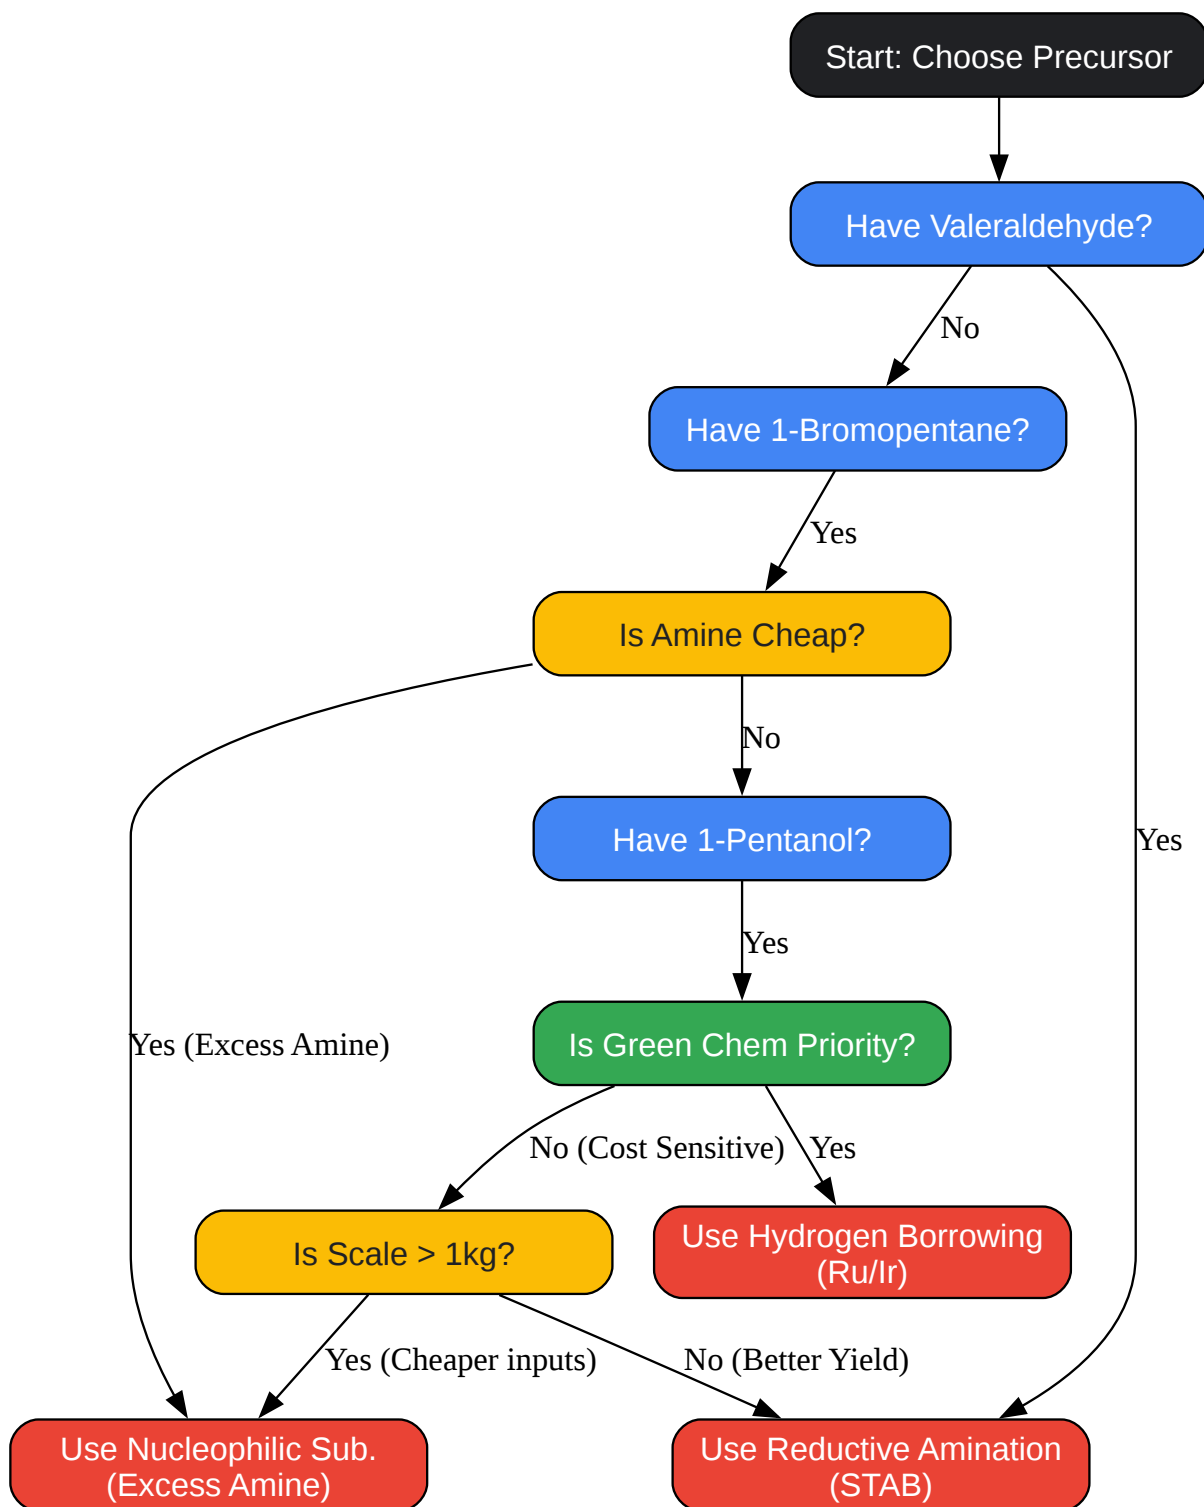 Start: Choose Precursor
Have Valeraldehyde?
No
Have 1-Bromopentane?
Yes
Is Amine Cheap?
No
Have 1-Pentanol?
Yes
Yes
Yes (Excess Amine)
Is Green Chem Priority?
No (Cost Sensitive)
Yes
Is Scale > 1kg?
Use Hydrogen Borrowing
(Ru/Ir)
Yes (Cheaper inputs)
No (Better Yield)
Use Nucleophilic Sub.
(Excess Amine)
Use Reductive Amination
(STAB)